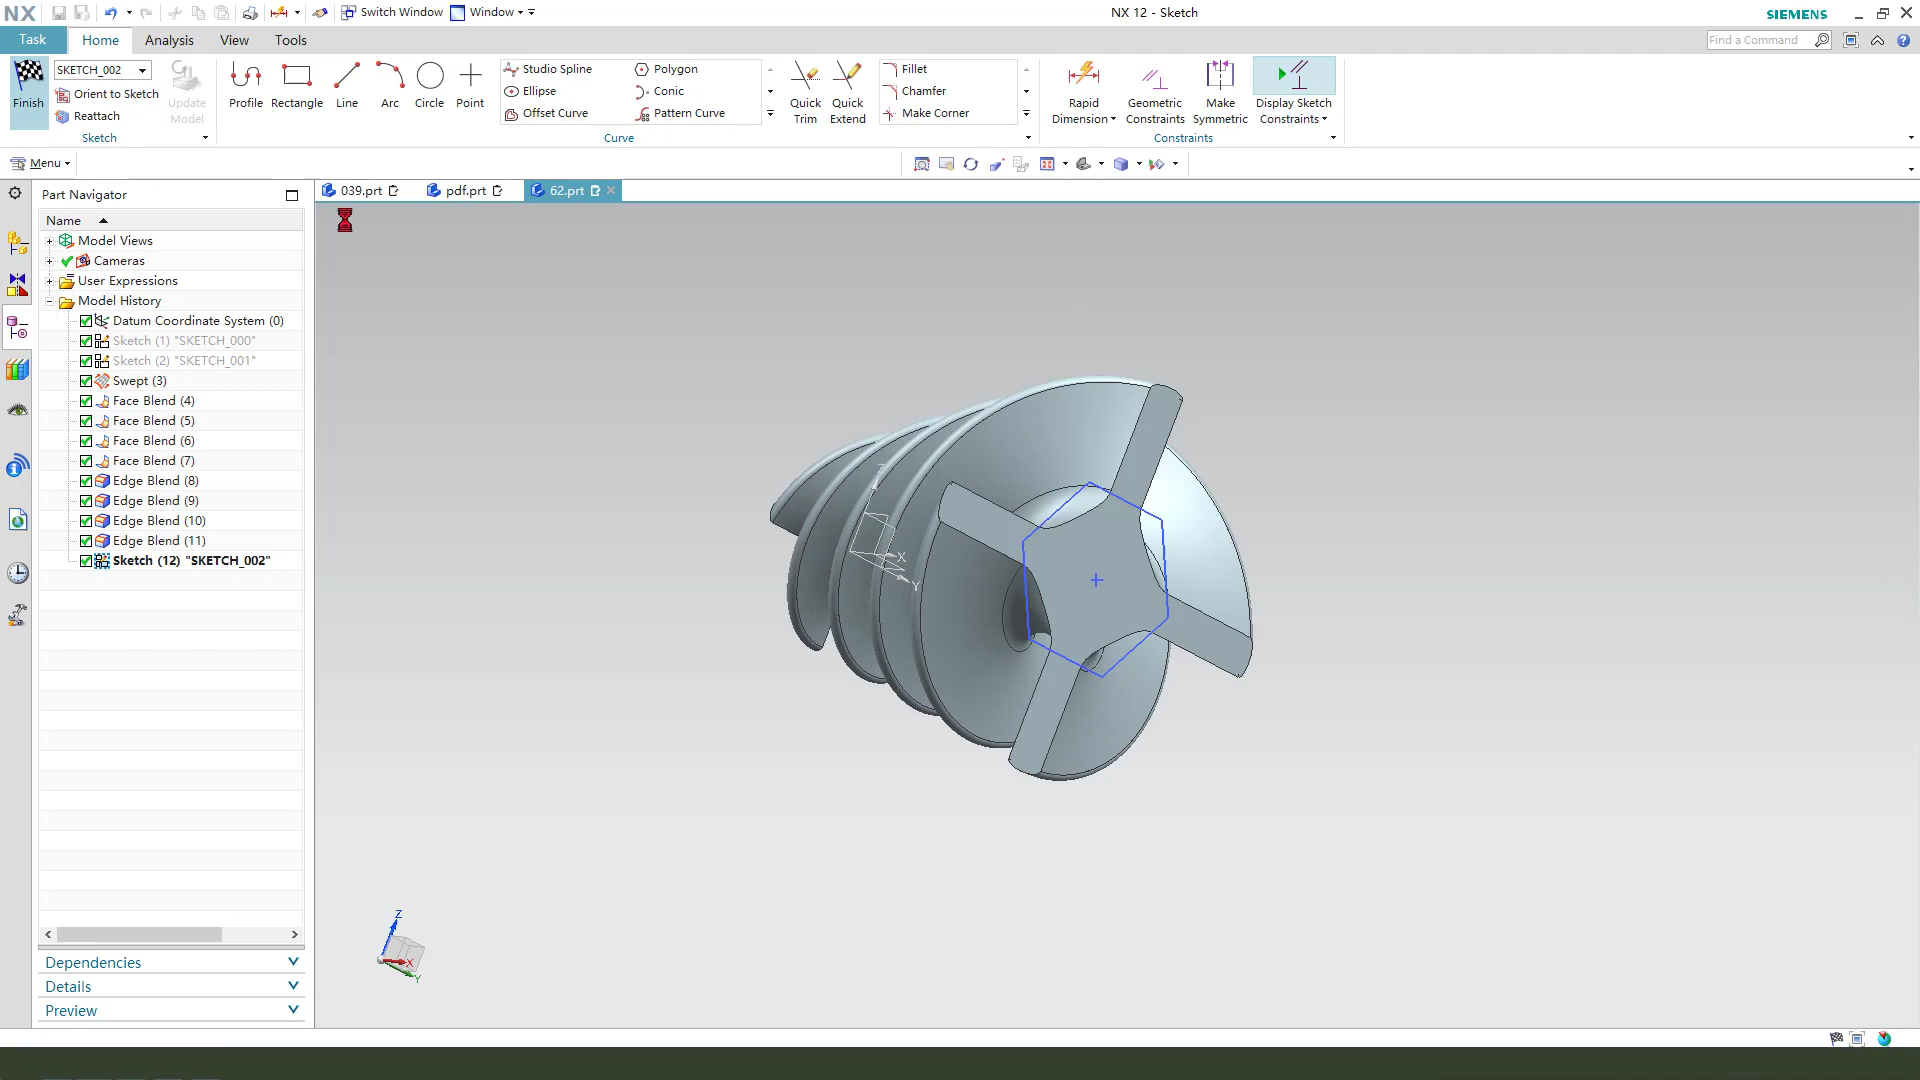 NX
Switch Window
Window
NX 12 - Sketch
SIEMENS
Task
Home
Analysis
View
Tools
Find a Command
Finish
SKETCH_002
Orient to Sketch
Reattach
Update
Model
Sketch
Profile
Rectangle
Line
Arc
Circle
Point
Studio Spline
Ellipse
Offset Curve
Polygon
Conic
Pattern Curve
Curve
Quick
Trim
Quick
Extend
Fillet
Chamfer
Make Corner
Rapid
Dimension
Geometric
Constraints
Make
Symmetric
Display Sketch
Constraints
Constraints
Menu
Part Navigator
039.prt
pdf.prt
62.prt
Name
Model Views
Cameras
User Expressions
Model History
Datum Coordinate System (0)
Sketch (1) "SKETCH_000"
Sketch (2) "SKETCH_001"
Swept (3)
Face Blend (4)
Face Blend (5)
Face Blend (6)
Face Blend (7)
Edge Blend (8)
Edge Blend (9)
Edge Blend (10)
Edge Blend (11)
Sketch (12) "SKETCH_002"
Z
X
Y
Z
X
Y
Dependencies
Details
Preview